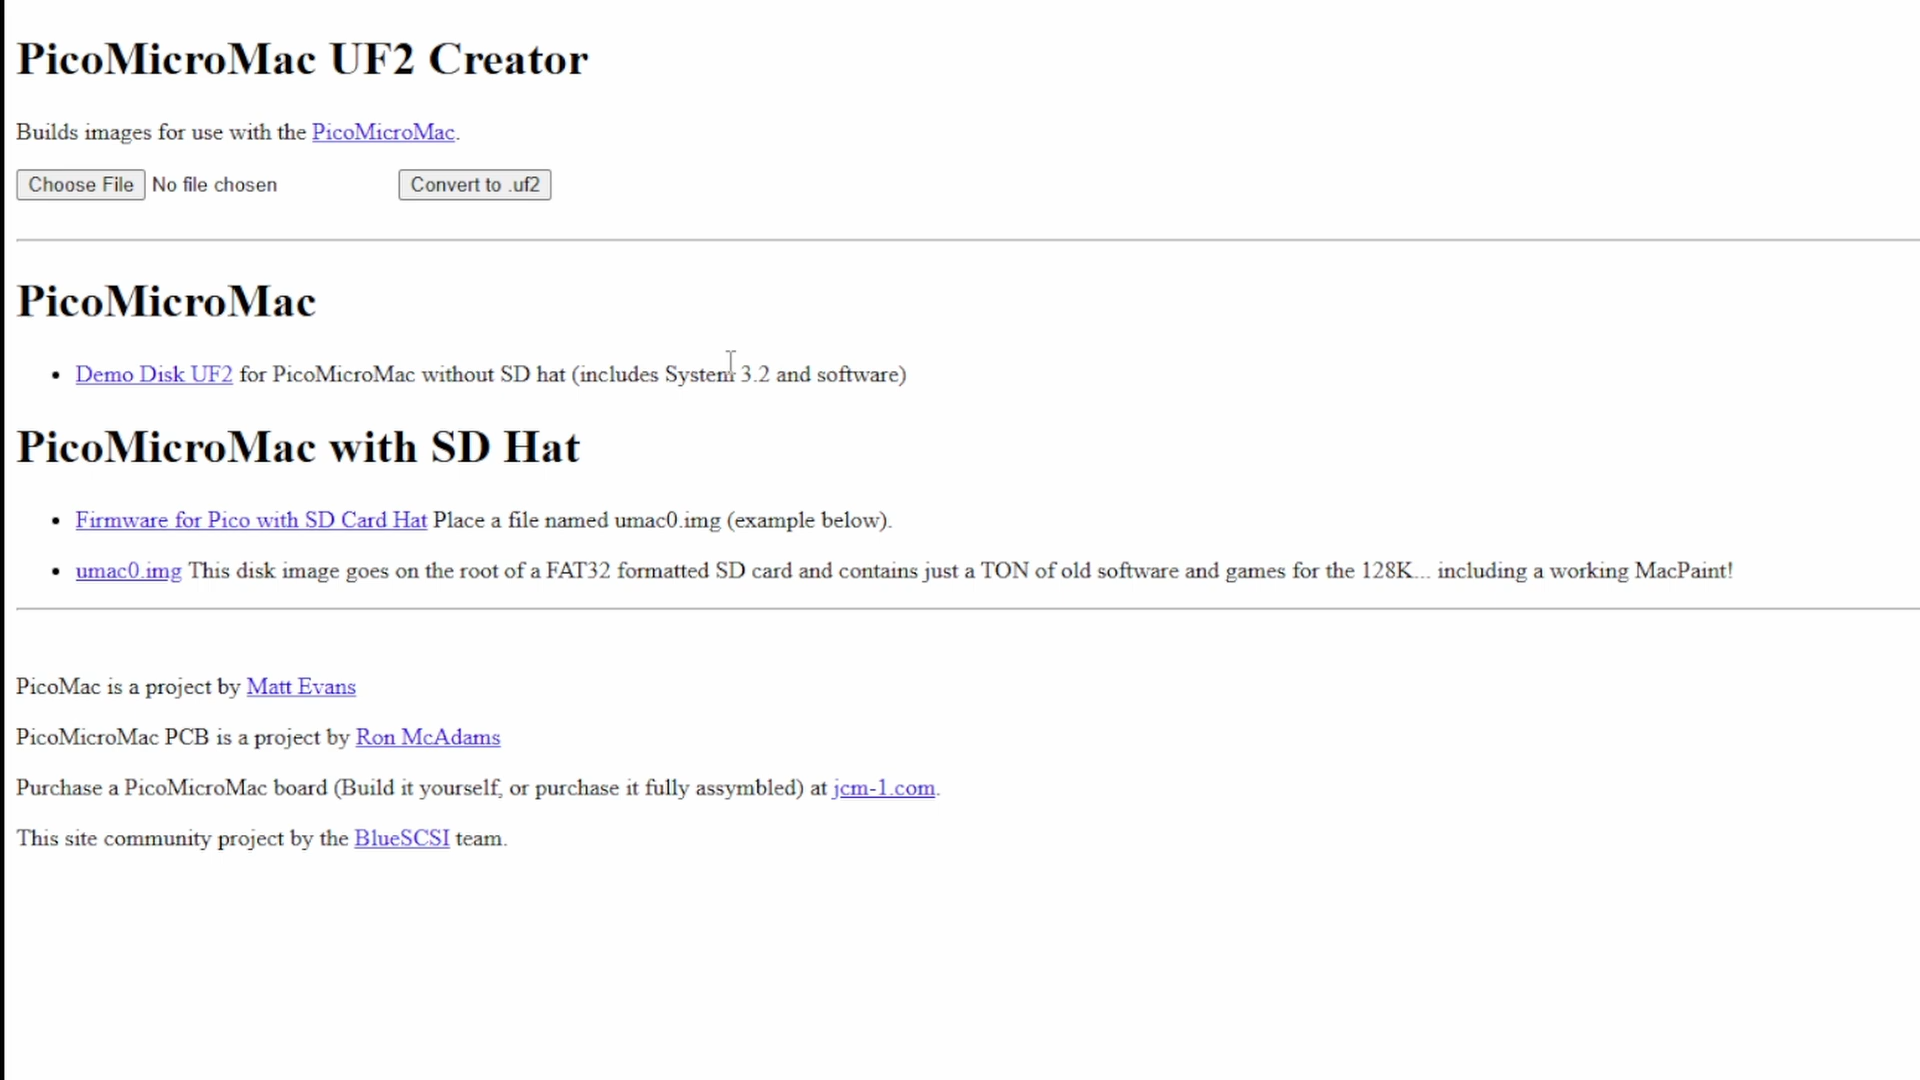 PicoMicroMac UF2 Creator
Builds images for use with the PicoMicroMac.
Choose File No file chosen Convert to .uf2
PicoMicroMac
Demo Disk UF2 for PicoMicroMac without SD hat (includes System 3.2 and software)
PicoMicroMac with SD Hat
Firmware for Pico with SD Card Hat Place a file named umac0.img (example below).
umac0.img This disk image goes on the root of a FAT32 formatted SD card and contains just a TON of old software and games for the 128K... including a working MacPaint!
PicoMac is a project by Matt Evans
PicoMicroMac PCB is a project by Ron McAdams
Purchase a PicoMicroMac board (Build it yourself, or purchase it fully assymbled) at jcm-1.com.
This site community project by the BlueSCSI team.